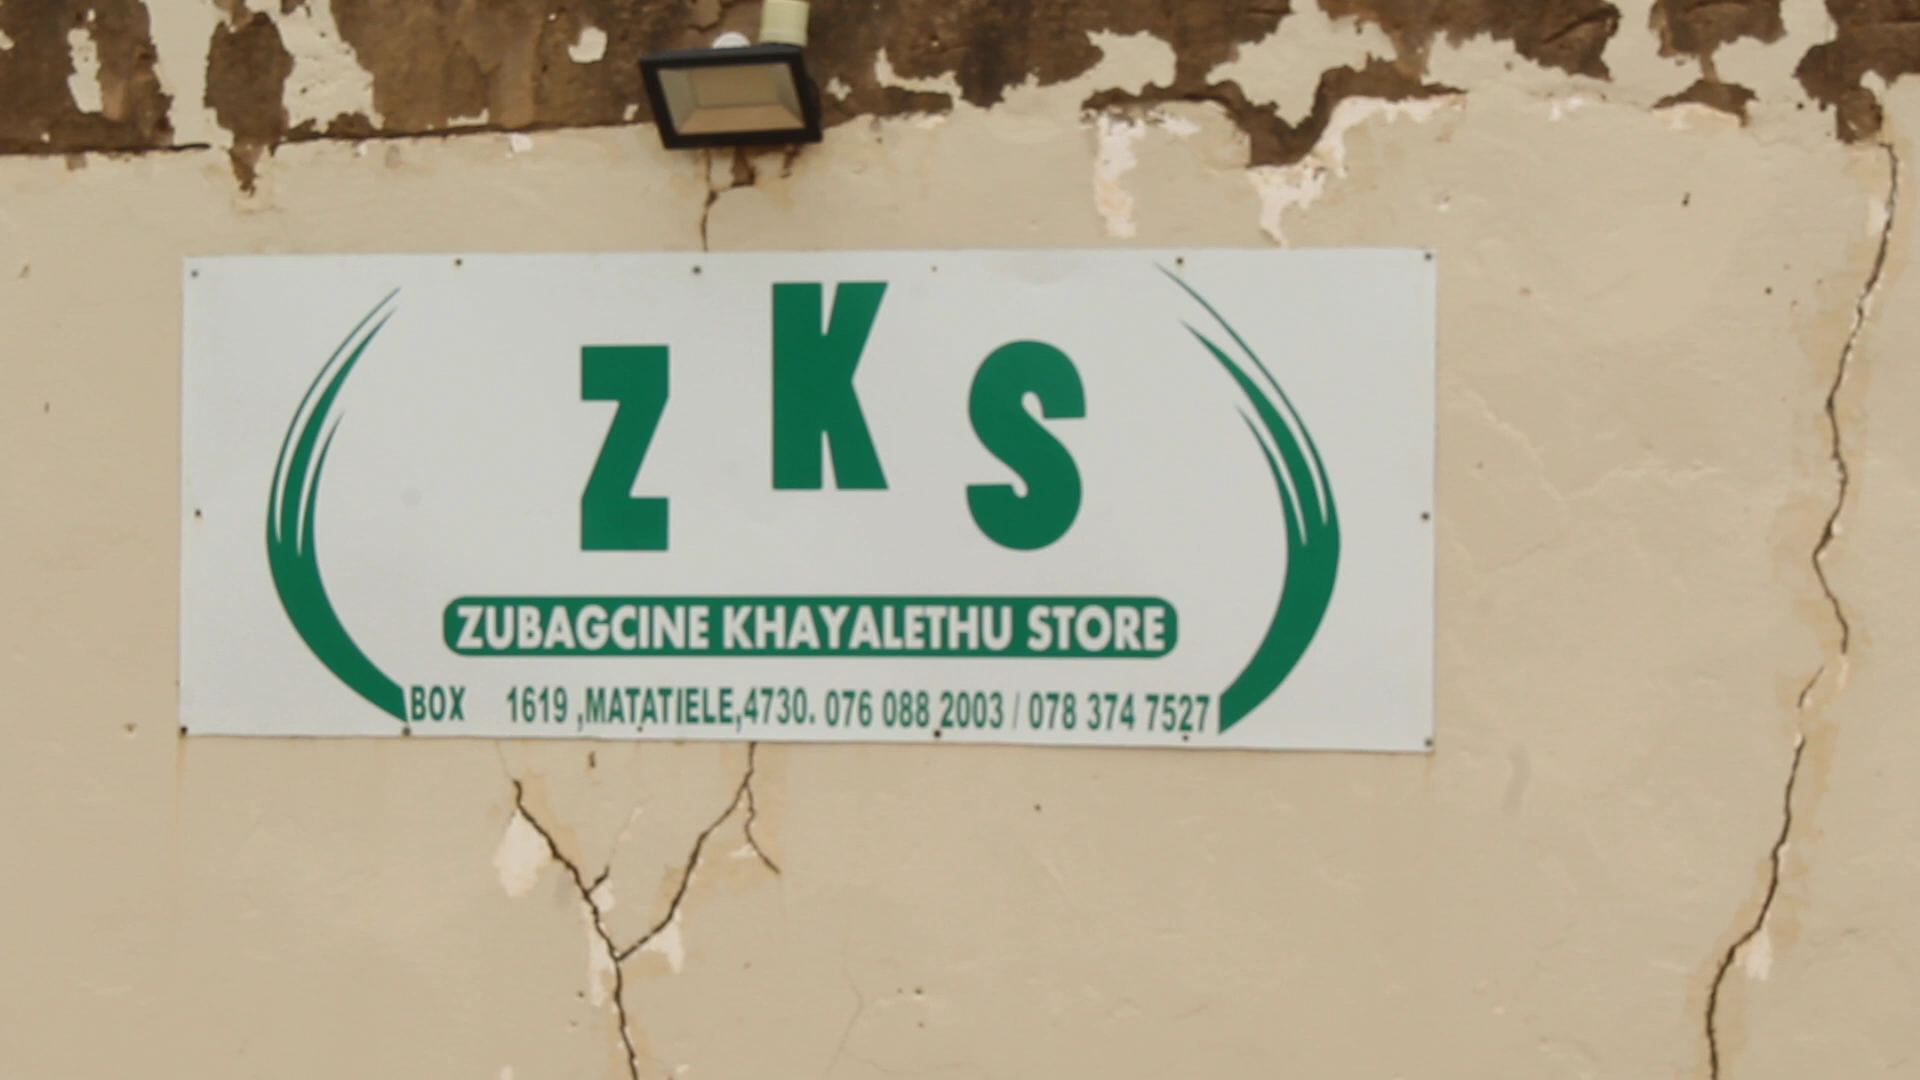 ZKS
ZUBAGCINE KHAYALETHU STORE
BOX 1619 ,MATATIELE,4730. 076 088 2003 / 078 374 7527